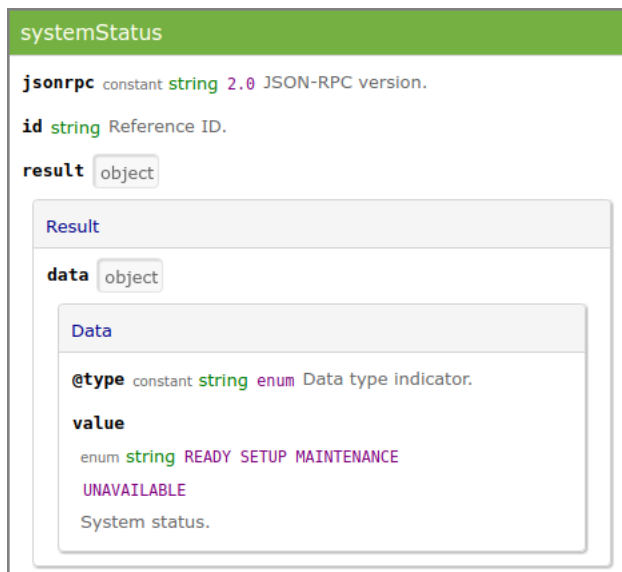 systemStatus
jsonrpc constant string 2.0 JSON-RPC version.
id string Reference ID.
result object
Result
data object
Data
@type constant string enum Data type indicator.
value
enum string READY SETUP MAINTENANCE
UNAVAILABLE
System status.